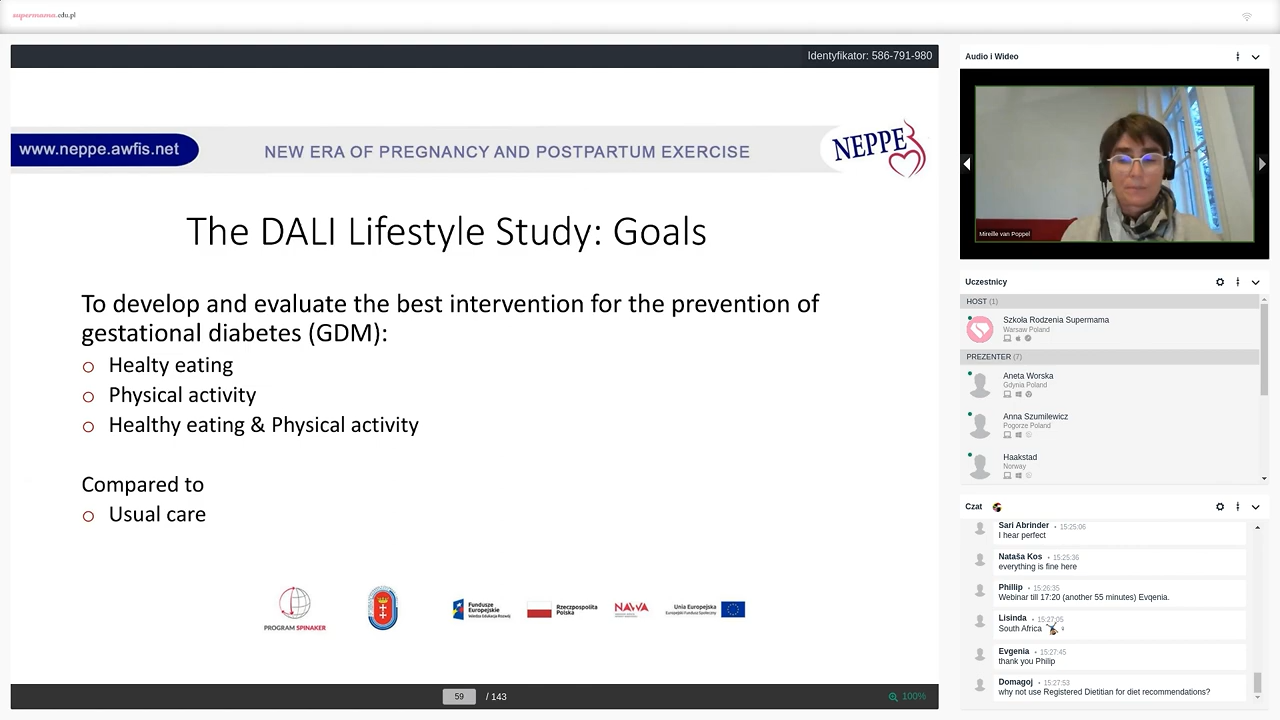 supermama.edu.pl
Identyfikator: 586-791-980
www.neppe.awfis.net
NEW ERA OF PREGNANCY AND POSTPARTUM EXERCISE
NEPPE
The DALI Lifestyle Study: Goals
To develop and evaluate the best intervention for the prevention of
gestational diabetes (GDM):
Healty eating
Physical activity
Healthy eating & Physical activity
Compared to
Usual care
PROGRAM SPINAKER
Fundusze
Europejskie
Wiedza Edukacja Rozwój
Rzeczpospolita
Polska
NAWA
Unia Europejska
Europejski Fundusz Społeczny
59 / 143
100%
Audio i Wideo
Mireille van Poppel
Uczestnicy
HOST (1)
Szkoła Rodzenia Supermama
Warsaw Poland
PREZENTER (7)
Aneta Worska
Gdynia Poland
Anna Szumilewicz
Pogorze Poland
Haakstad
Norway
Czat
Sari Abrinder • 15:25:06
I hear perfect
Nataša Kos • 15:25:36
everything is fine here
Phillip • 15:26:35
Webinar till 17:20 (another 55 minutes) Evqenia.
Lisinda • 15:27:05
South Africa
Evgenia • 15:27:45
thank you Philip
Domagoj • 15:27:53
why not use Registered Dietitian for diet recommendations?